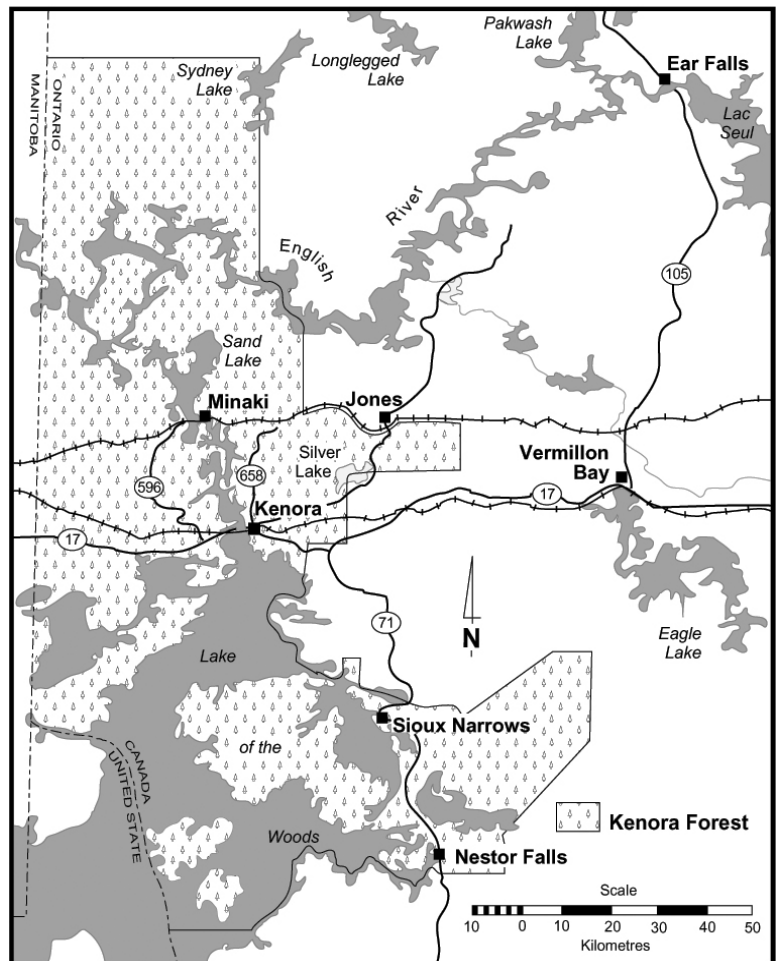 Pakwash
Lake
Ear Falls
Sydney
Lake
Longlegged
Lake
Lac
Seul
MANITOBA
ONTARIO
River
English
105
Sand
Lake
Minaki
Jones
Silver
Lake
Vermillon
Bay
596
658
17
Kenora
17
71
N
Eagle
Lake
Lake
Sioux Narrows
of the
CANADA
UNITED STATE
Kenora Forest
Woods
Nestor Falls
Scale
10 0 10 20 30 40 50
Kilometres